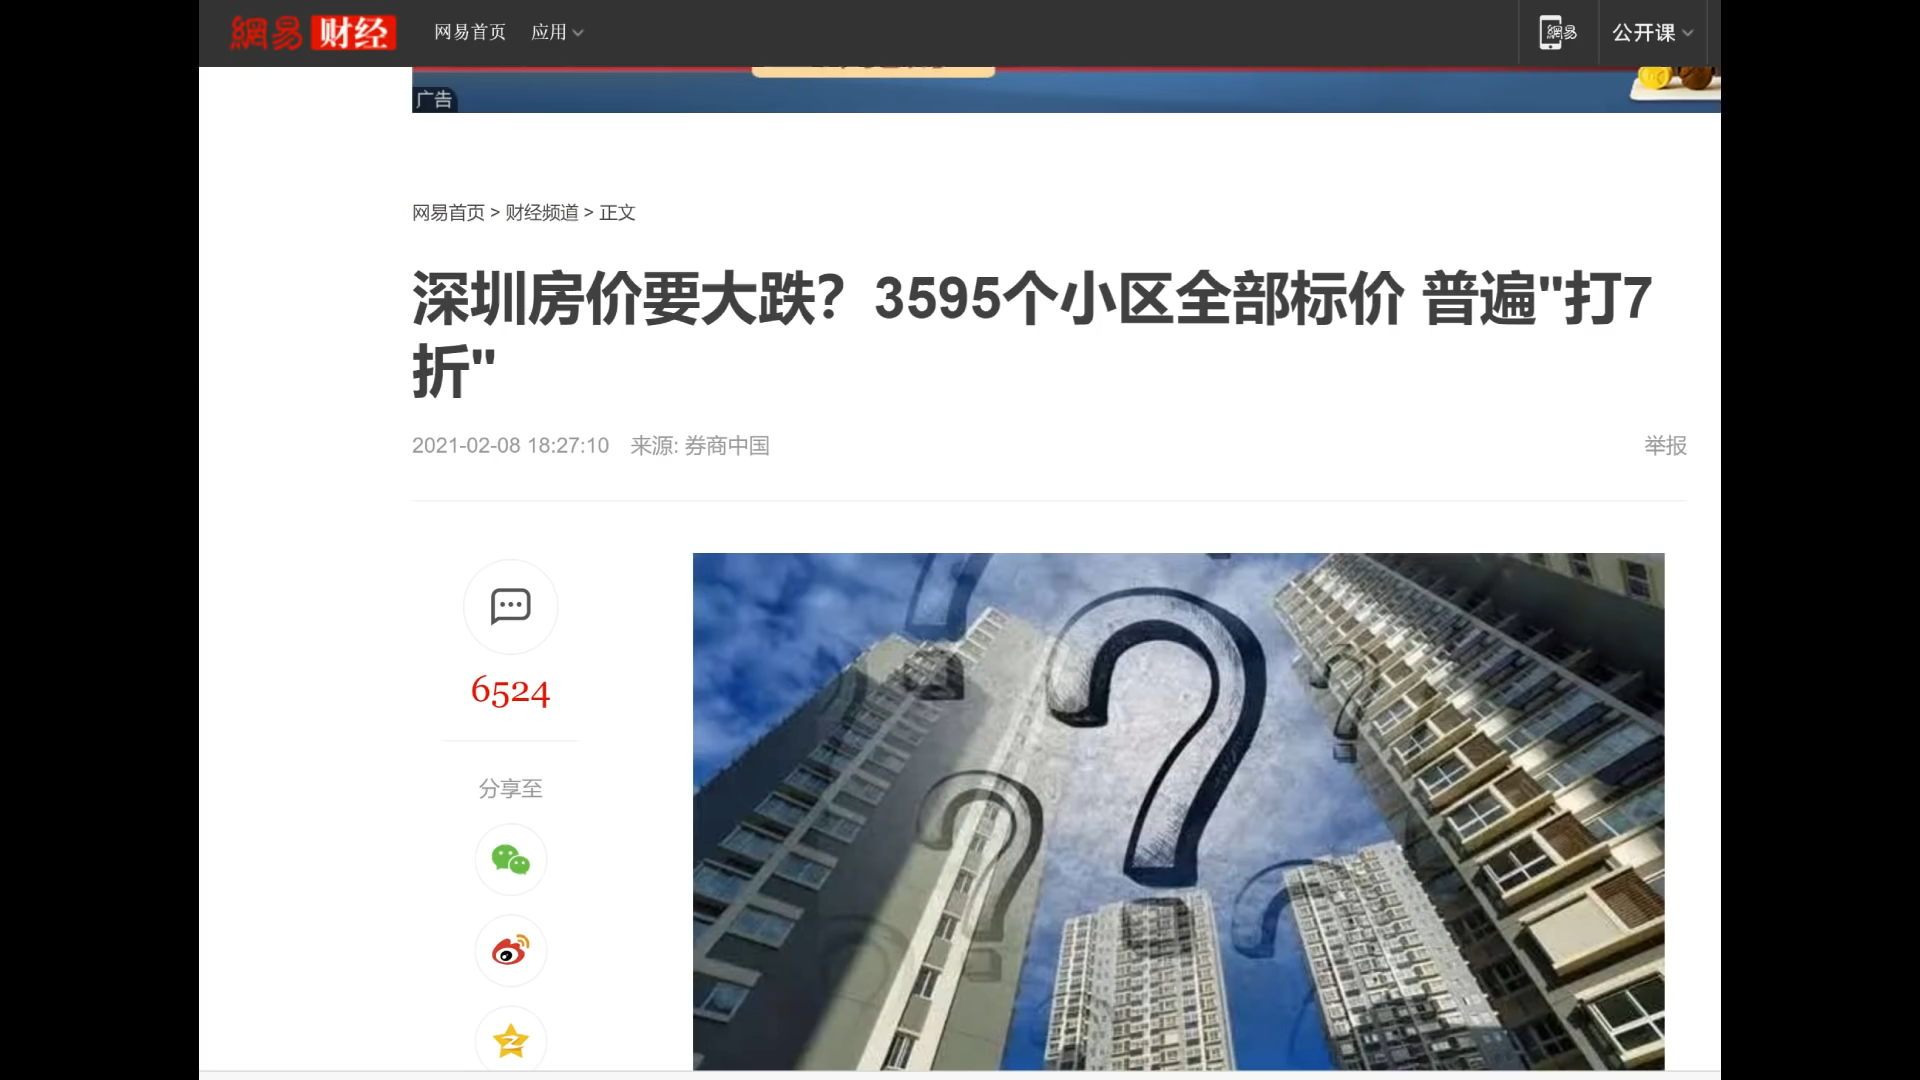 網易 财经
网易首页
应用
網易
公开课
广告
网易首页 > 财经频道 > 正文
深圳房价要大跌？3595个小区全部标价 普遍"打7
折"
2021-02-08 18:27:10 来源: 券商中国
举报
6524
分享至